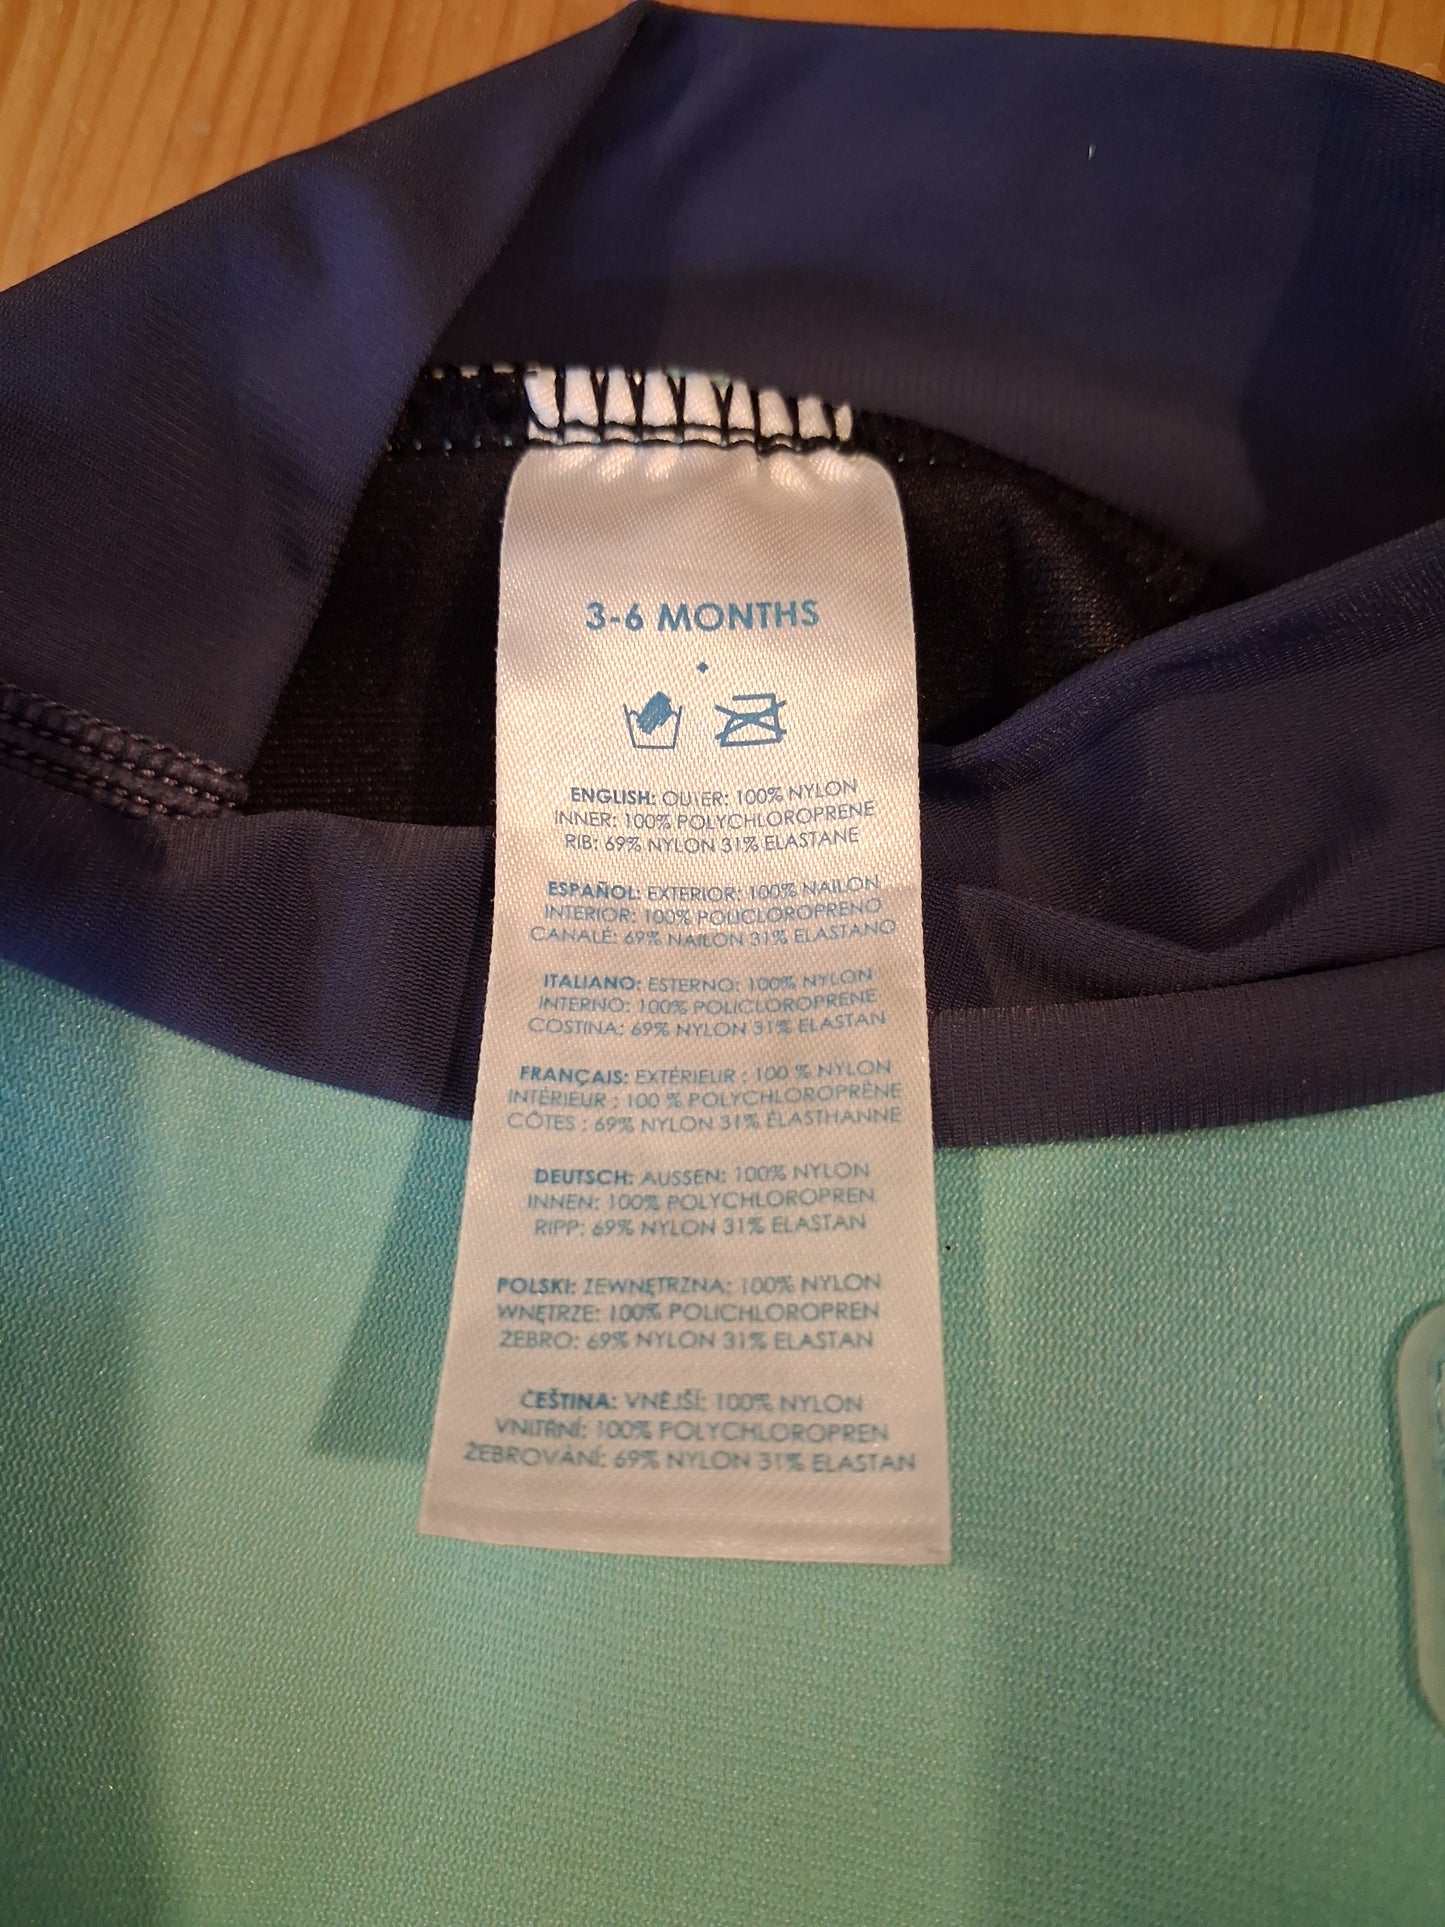 3-6 MONTHS
ENGLISH: OUTER: 100% NYLON
INNER: 100% POLYCHLOROPRENE
RIB: 69% NYLON 31% ELASTANE
ESPAÑOL: EXTERIOR: 100% NAILON
INTERIOR: 100% POLICLOROPRENO
CANALÉ: 69% NAILON 31% ELASTANO
ITALIANO: ESTERNO: 100% NYLON
INTERNO: 100% POLICLOROPRENE
COSTINA: 69% NYLON 31% ELASTAN
FRANÇAIS: EXTÉRIEUR : 100 % NYLON
INTÉRIEUR : 100 % POLYCHLOROPRÈNE
CÔTES : 69% NYLON 31% ÉLASTHANNE
DEUTSCH: AUSSEN: 100% NYLON
INNEN: 100% POLYCHLOROPREN
RIPP: 69% NYLON 31% ELASTAN
POLSKI: ZEWNĘTRZNA: 100% NYLON
WNĘTRZE: 100% POLICHLOROPREN
ŻEBRO: 69% NYLON 31% ELASTAN
ČEŠTINA: VNĚJŠÍ: 100% NYLON
VNITŘNÍ: 100% POLYCHLOROPREN
ŽEBROVÁNÍ: 69% NYLON 31% ELASTAN